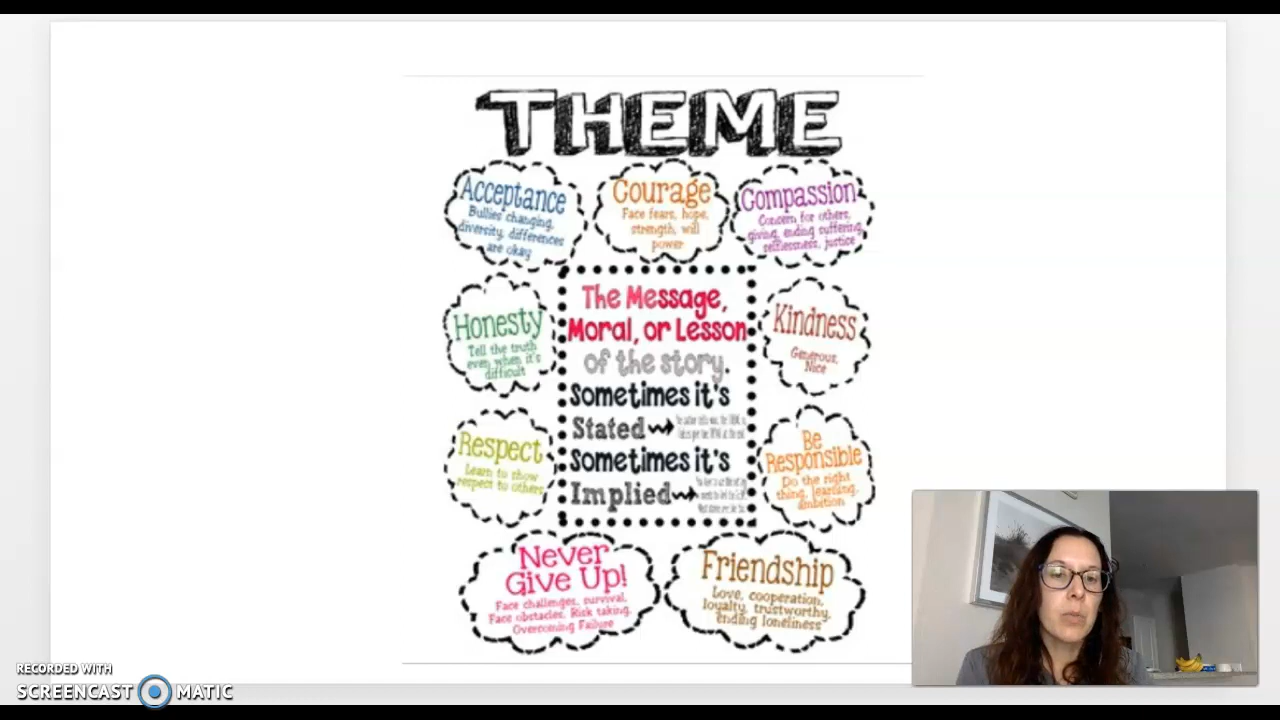 THEME
Acceptance
Bullies changing,
diversity, differences
are okay
Courage
Face fears, hope,
strength, will
power
Compassion
Concern for others,
giving, ending suffering,
selflessness, justice
Honesty
Tell the truth
even when it's
difficult
The Message,
Moral, or Lesson
of the story.
Sometimes it's
Stated
Sometimes it's
Implied
Kindness
Generous,
Nice
Respect
Learn to show
respect to others
Be
Responsible
Do the right
thing, learning,
ambition
Never
Give Up!
Face challenges, survival,
Face obstacles, Risk taking,
Overcoming Failure
Friendship
Love, cooperation,
loyalty, trustworthy,
ending loneliness
RECORDED WITH
SCREENCAST MATIC